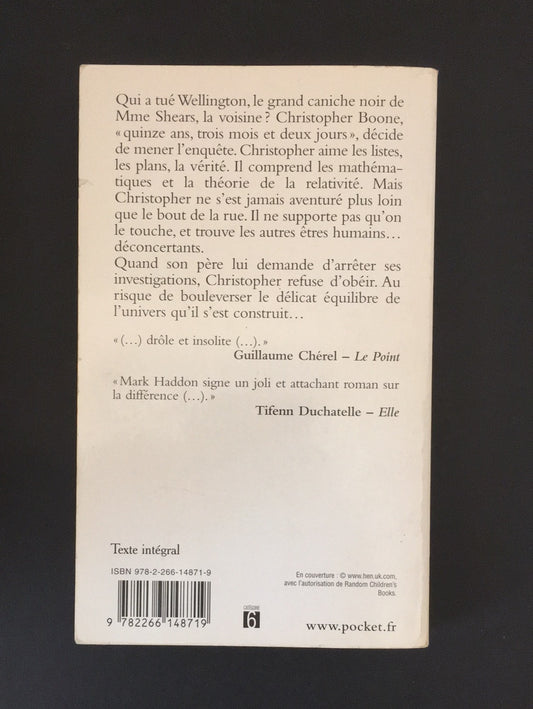 Qui a tué Wellington, le grand caniche noir de
Mme Shears, la voisine ? Christopher Boone,
« quinze ans, trois mois et deux jours », décide
de mener l'enquête. Christopher aime les listes,
les plans, la vérité. Il comprend les mathéma-
tiques et la théorie de la relativité. Mais
Christopher ne s'est jamais aventuré plus loin
que le bout de la rue. Il ne supporte pas qu'on
le touche, et trouve les autres êtres humains…
déconcertants.
Quand son père lui demande d'arrêter ses
investigations, Christopher refuse d'obéir. Au
risque de bouleverser le délicat équilibre de
l'univers qu'il s'est construit…
« (…) drôle et insolite (…). »
Guillaume Chérel – Le Point
« Mark Haddon signe un joli et attachant roman sur
la différence (…). »
Tifenn Duchatelle – Elle
Texte intégral
ISBN 978-2-266-14871-9
9 782266 148719
CATÉGORIE
6
En couverture : © www.hen.uk.com,
avec l'autorisation de Random Children's
Books.
www.pocket.fr